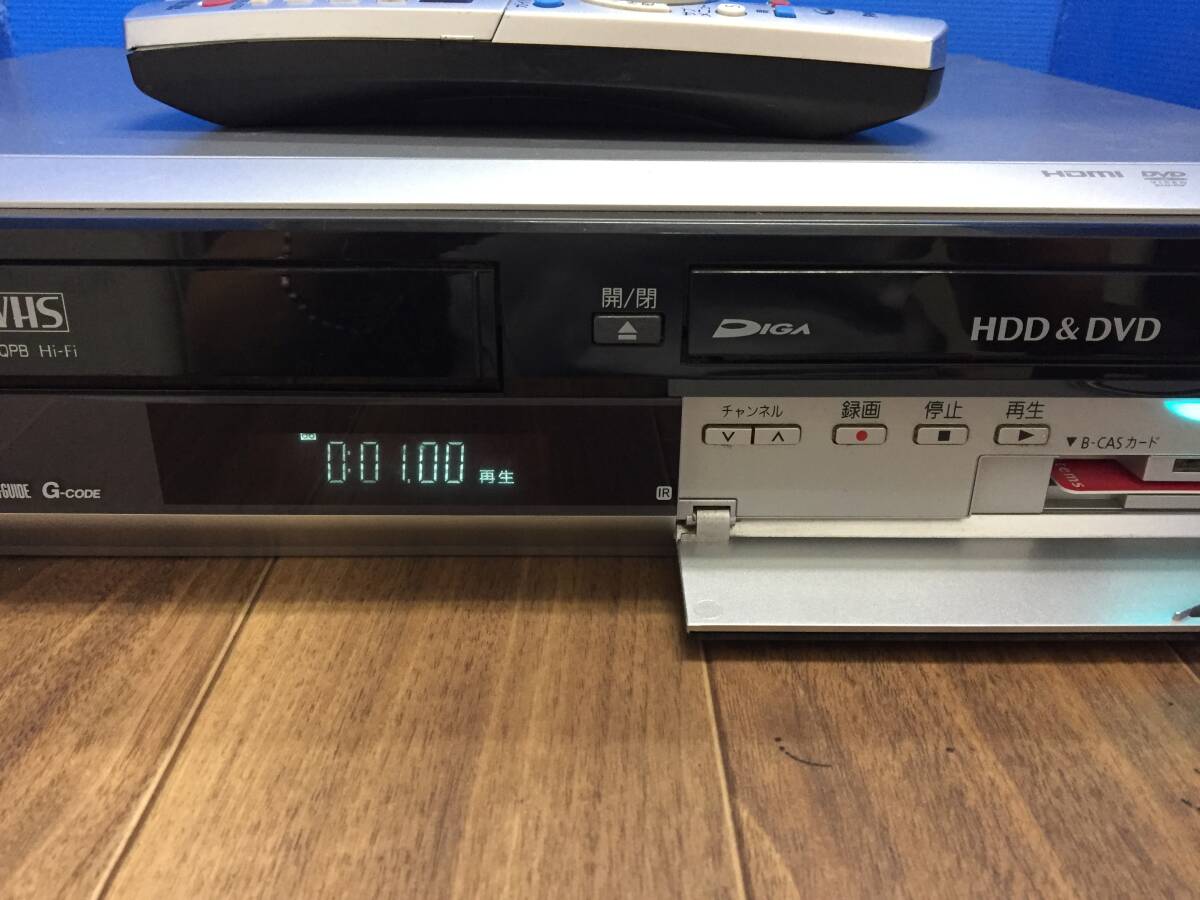 HDMI
DVD
VIDEO
VHS
QPB Hi-Fi
開/閉
DIGA
HDD & DVD
チャンネル
録画
停止
再生
▼B-CASカード
0:01.00 再生
GUIDE
G-CODE
IR